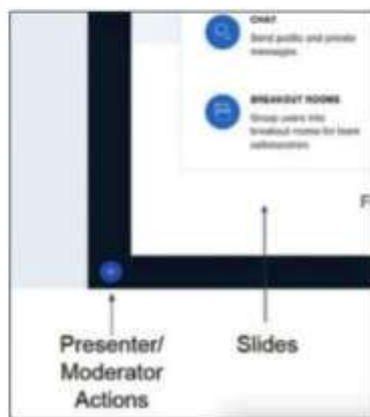 CHAT
Send public and private
messages.
BREAKOUT ROOMS
Group users into
breakout rooms for team
collaboration.
F
Presenter/
Moderator
Actions
Slides